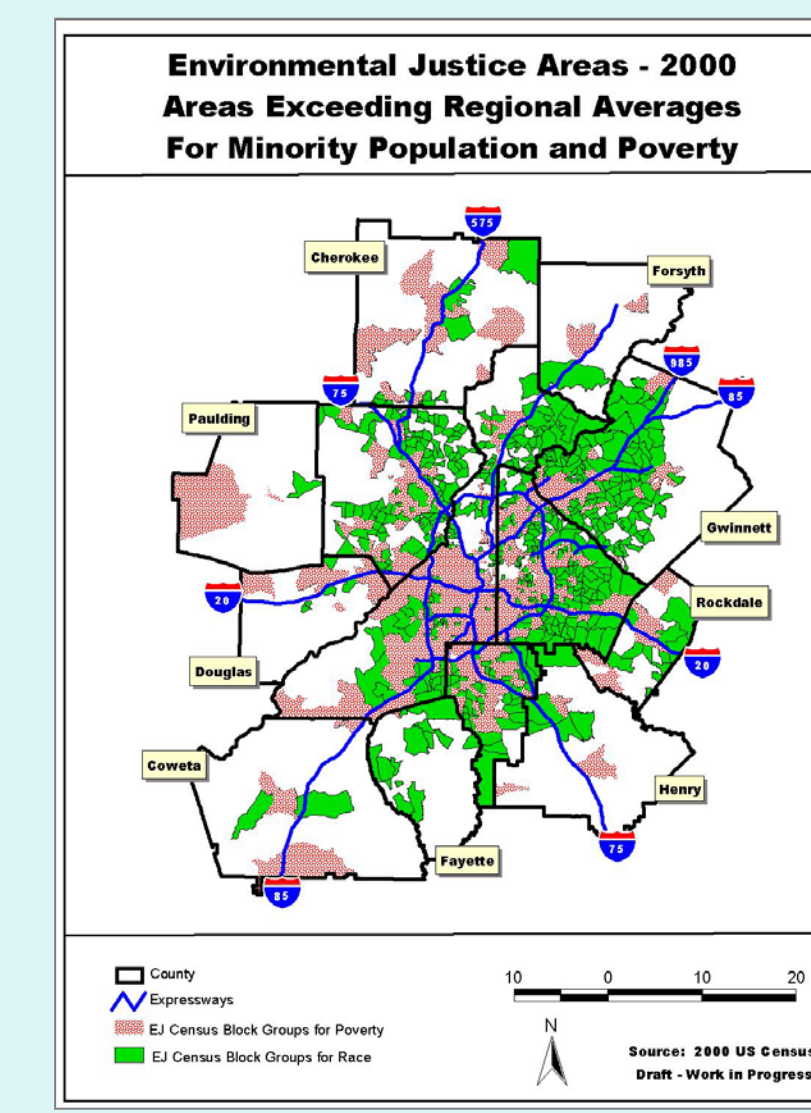 Environmental Justice Areas - 2000
Areas Exceeding Regional Averages
For Minority Population and Poverty
575
Cherokee
Forsyth
985
75
85
Paulding
Gwinnett
20
Rockdale
Douglas
20
Coweta
Henry
75
Fayette
85
County
Expressways
EJ Census Block Groups for Poverty
EJ Census Block Groups for Race
10 0 10 20
N
Source: 2000 US Census
Draft - Work in Progress